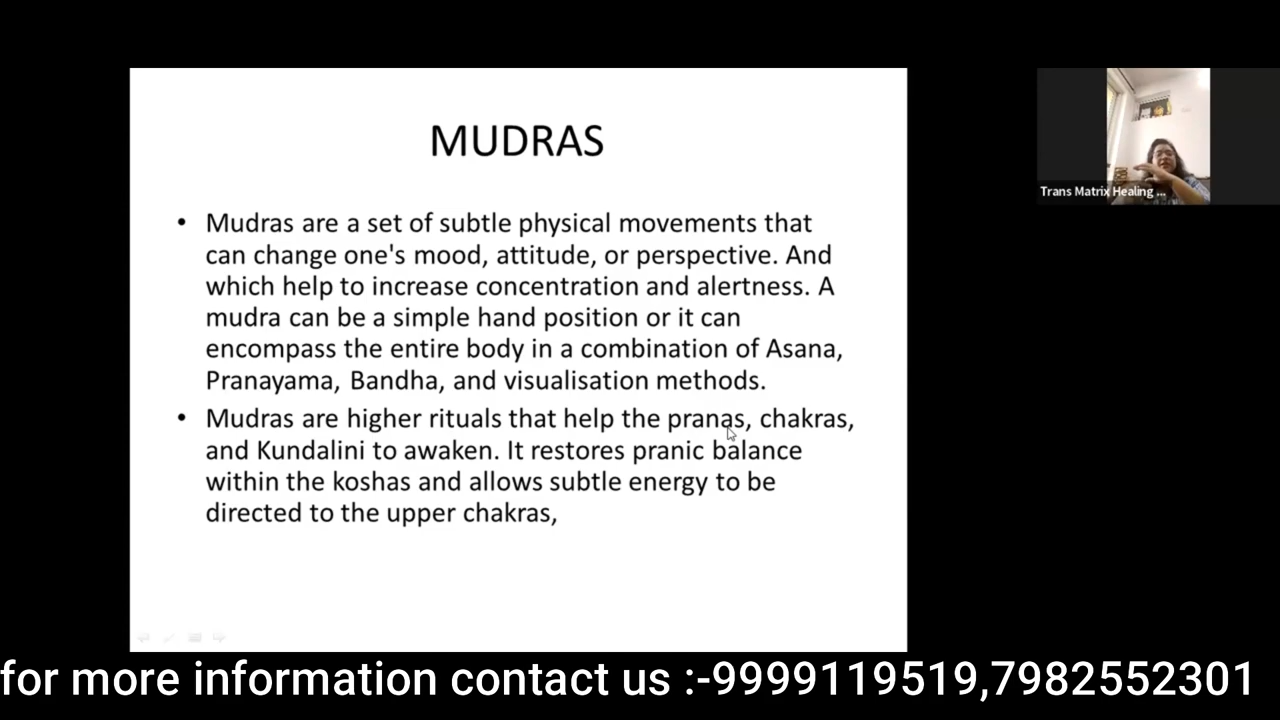 MUDRAS
• Mudras are a set of subtle physical movements that
can change one's mood, attitude, or perspective. And
which help to increase concentration and alertness. A
mudra can be a simple hand position or it can
encompass the entire body in a combination of Asana,
Pranayama, Bandha, and visualisation methods.
• Mudras are higher rituals that help the pranas, chakras,
and Kundalini to awaken. It restores pranic balance
within the koshas and allows subtle energy to be
directed to the upper chakras,
Trans Matrix Healing ...
for more information contact us :-9999119519,7982552301